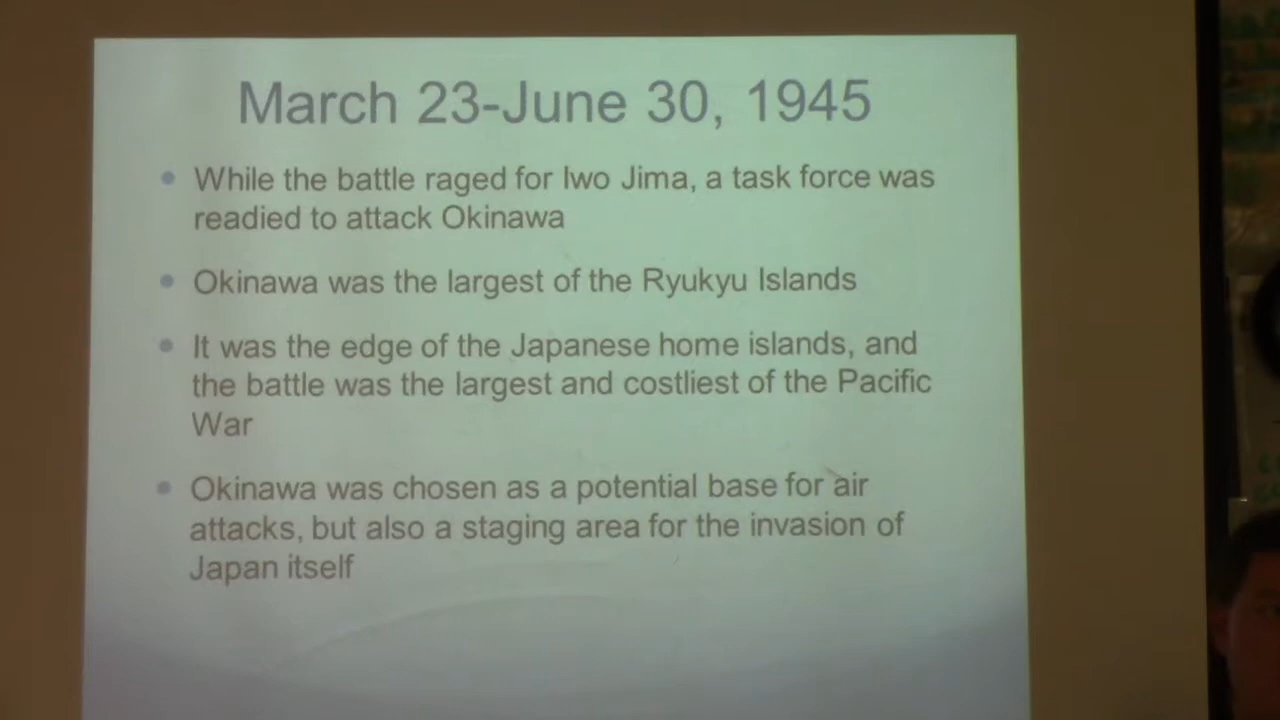 March 23-June 30, 1945
• While the battle raged for Iwo Jima, a task force was
readied to attack Okinawa
• Okinawa was the largest of the Ryukyu Islands
• It was the edge of the Japanese home islands, and
the battle was the largest and costliest of the Pacific
War
• Okinawa was chosen as a potential base for air
attacks, but also a staging area for the invasion of
Japan itself